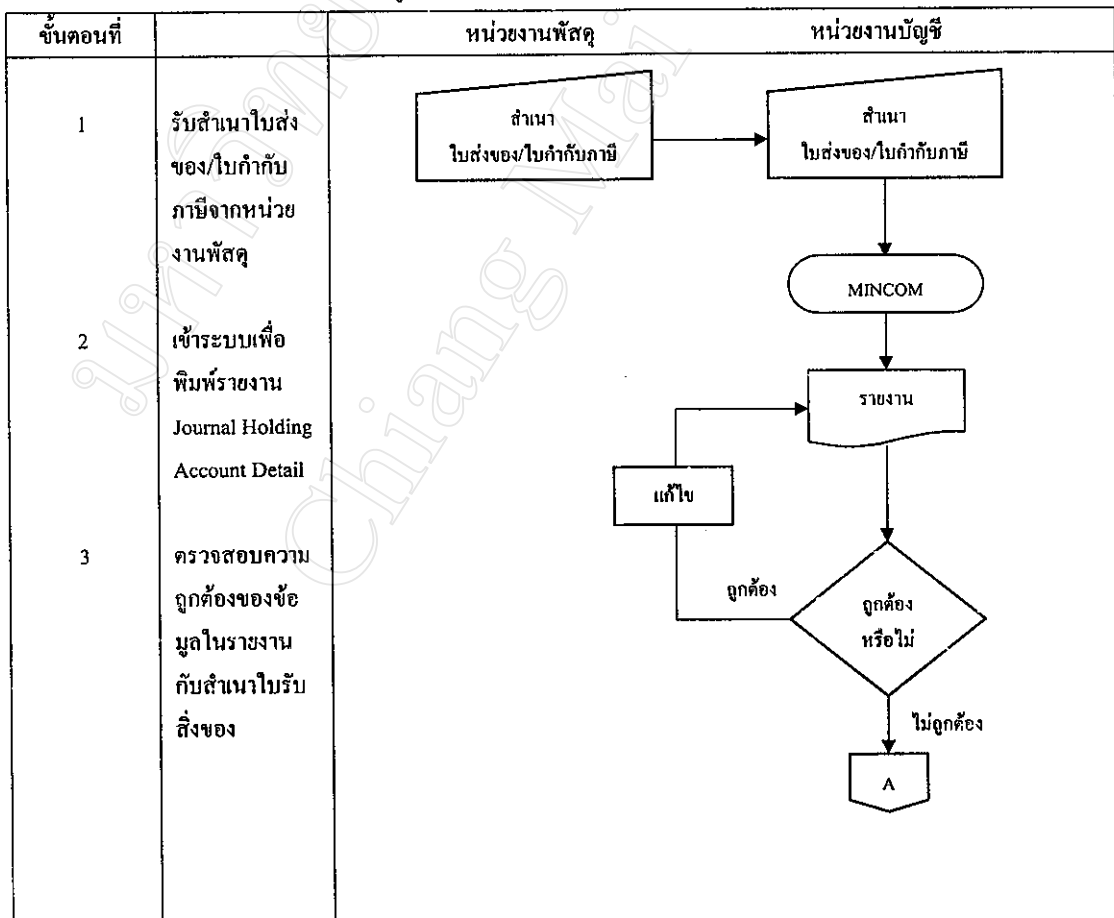 ขั้นตอนที่
หน่วยงานพัสดุ
หน่วยงานบัญชี
1
รับสำเนาใบส่ง
ของ/ใบกำกับ
ภาษีจากหน่วย
งานพัสดุ
สำเนา
ใบส่งของ/ใบกำกับภาษี
สำเนา
ใบส่งของ/ใบกำกับภาษี
MINCOM
2
เข้าระบบเพื่อ
พิมพ์รายงาน
Journal Holding
Account Detail
รายงาน
แก้ไข
3
ตรวจสอบความ
ถูกต้องของข้อ
มูลในรายงาน
กับสำเนาใบรับ
สิ่งของ
ถูกต้อง
ถูกต้อง
หรือไม่
ไม่ถูกต้อง
A
Chiang Mai